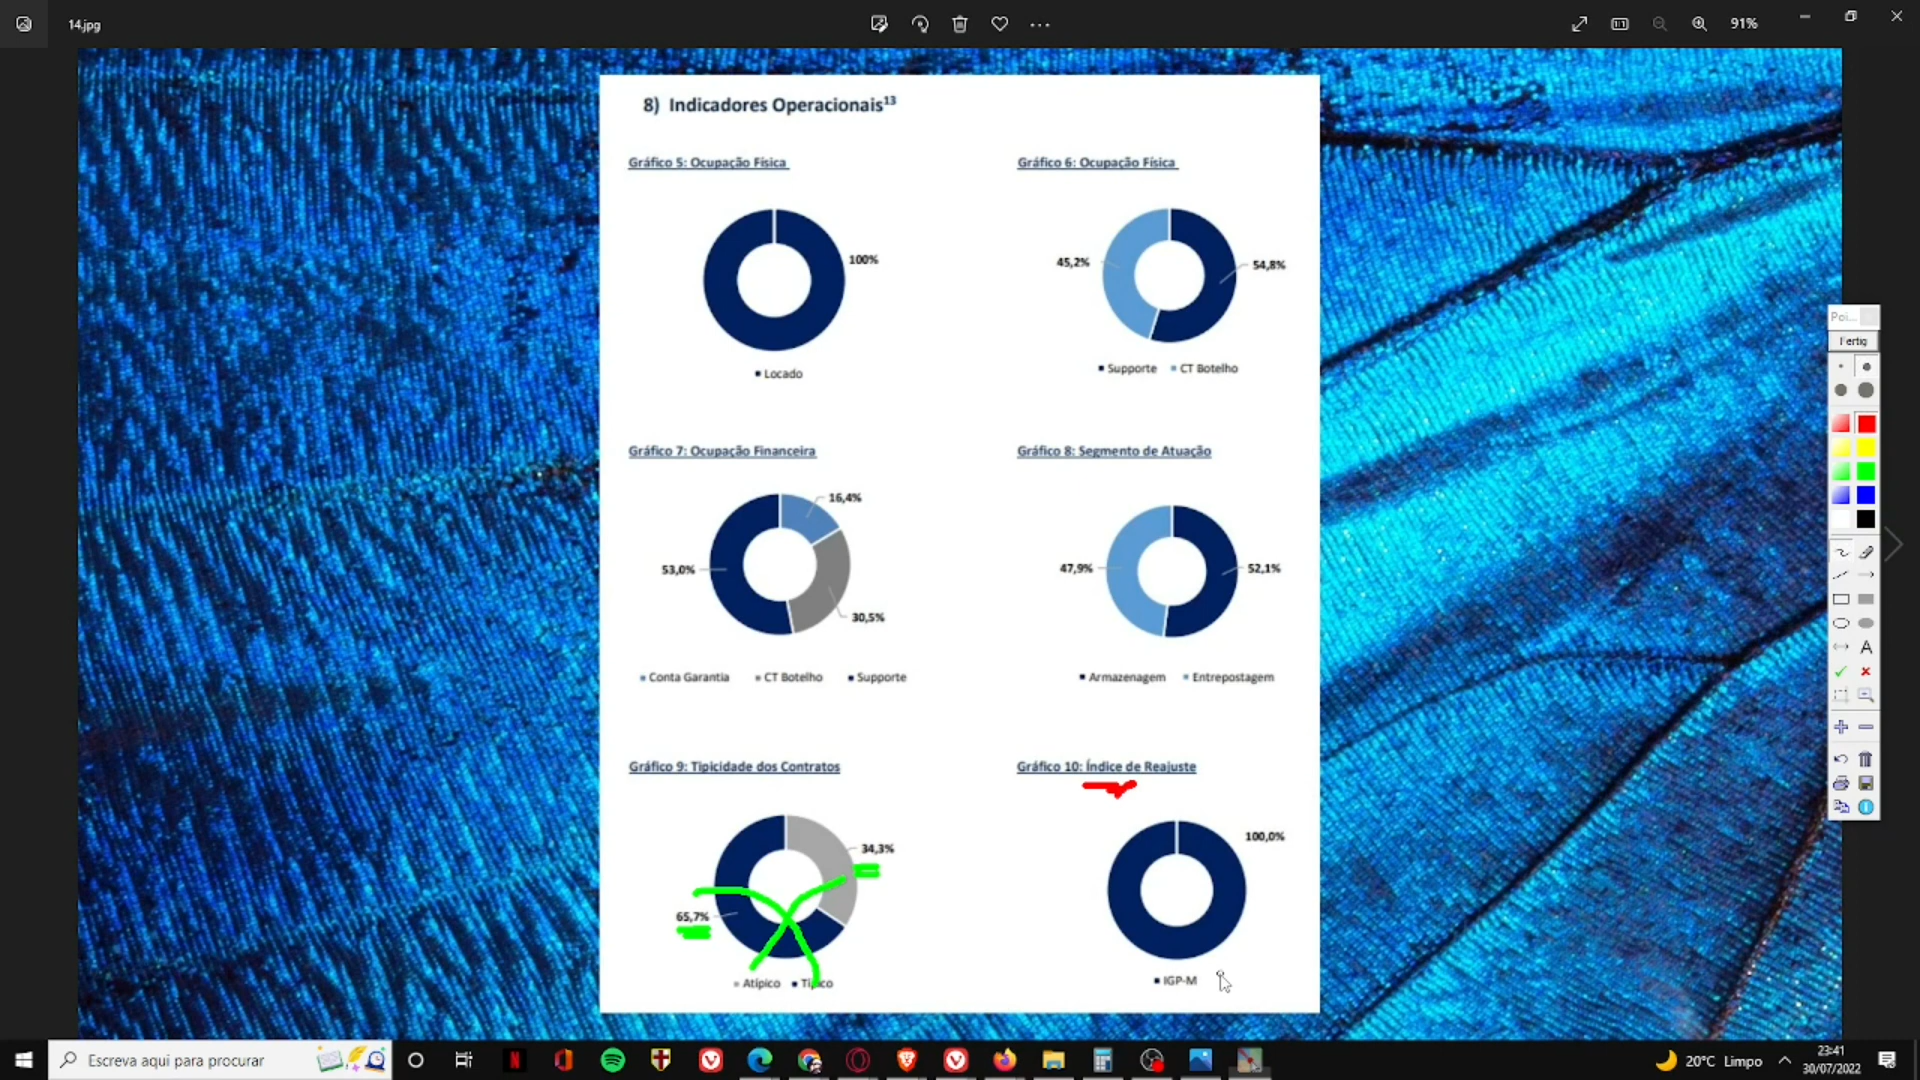 14.jpg
91%
8) Indicadores Operacionais13
Gráfico 5: Ocupação Física
100%
Locado
Gráfico 6: Ocupação Física
45,2%
54,8%
Supporte CT Botelho
Gráfico 7: Ocupação Financeira
16,4%
53,0%
30,5%
Conta Garantia CT Botelho Supporte
Gráfico 8: Segmento de Atuação
47,9%
52,1%
Armazenagem Entrepostagem
Gráfico 9: Tipicidade dos Contratos
34,3%
65,7%
Atípico
Gráfico 10: Índice de Reajuste
100,0%
IGP-M
Poi...
Fertig
A
Escreva aqui para procurar
20°C Limpo
23:41
30/07/2022